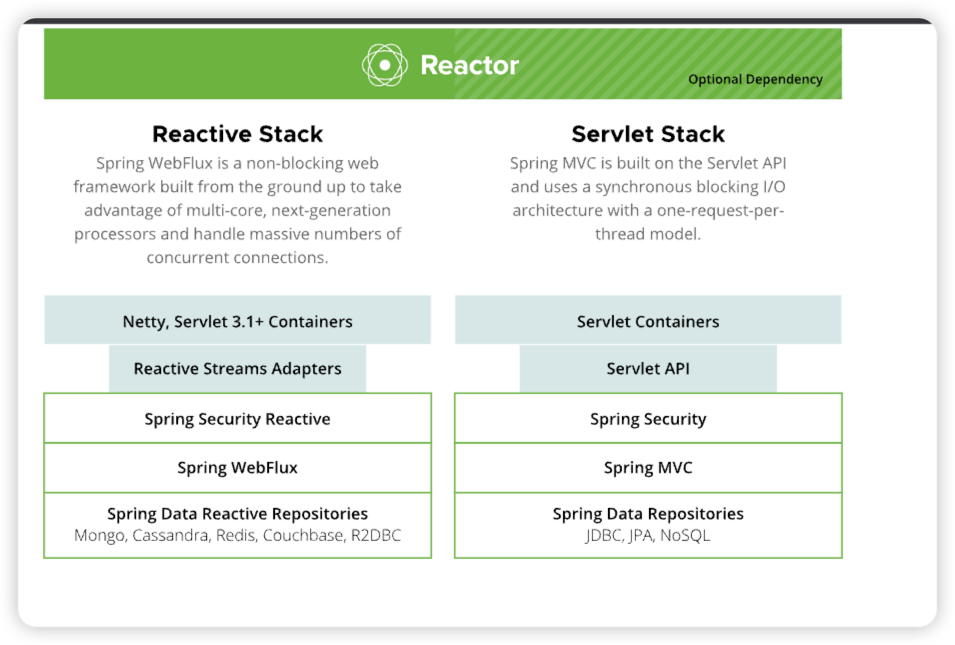 Reactor
Optional Dependency
Reactive Stack
Spring WebFlux is a non-blocking web
framework built from the ground up to take
advantage of multi-core, next-generation
processors and handle massive numbers of
concurrent connections.
Servlet Stack
Spring MVC is built on the Servlet API
and uses a synchronous blocking I/O
architecture with a one-request-per-
thread model.
Netty, Servlet 3.1+ Containers
Reactive Streams Adapters
Spring Security Reactive
Spring WebFlux
Spring Data Reactive Repositories
Mongo, Cassandra, Redis, Couchbase, R2DBC
Servlet Containers
Servlet API
Spring Security
Spring MVC
Spring Data Repositories
JDBC, JPA, NoSQL